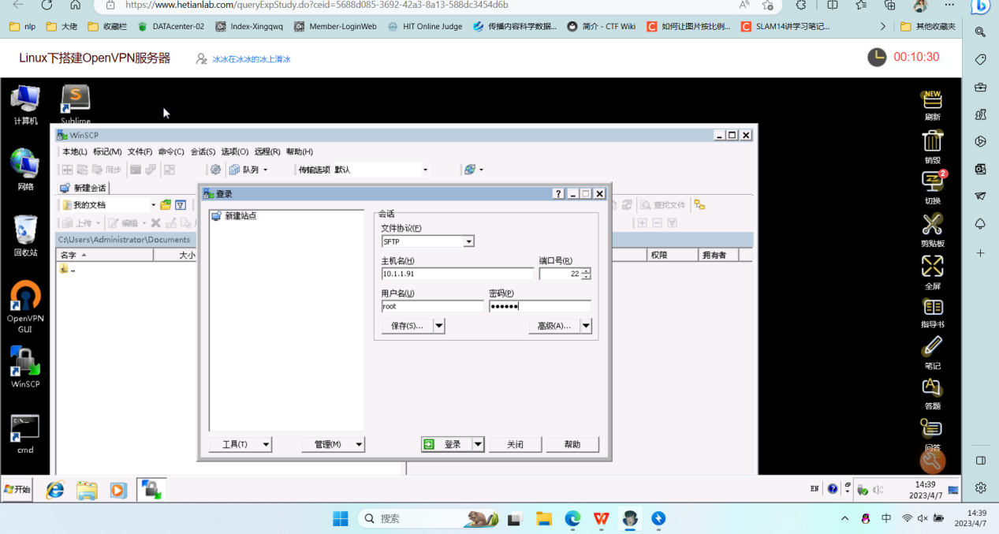 https://www.hetianlab.com/queryExpStudy.do?ceid=5688d085-3692-42a3-8a13-588dc3454d6b
nlp 大佬 收藏栏 DATAcenter-02 Index-Xingqwq Member-LoginWeb HIT Online Judge 传播内容科学数据... 简介 - CTF Wiki 如何让图片按比例... SLAM14讲学习笔记... 其他收藏夹
Linux下搭建OpenVPN服务器 冰冰在冰冰的冰上滑冰 00:10:30
计算机 Sublime
网络
回收站
OpenVPN
GUI
WinSCP
cmd
WinSCP
本地(L) 标记(M) 文件(F) 命令(C) 会话(S) 选项(O) 远程(R) 帮助(H)
同步 队列 传输选项 默认
新建会话
我的文档 查找文件
上传 编辑
C:\Users\Administrator\Documents
名字 大小 权限 拥有者
..
登录
新建站点
会话
文件协议(F)
SFTP
主机名(H) 端口号(R)
10.1.1.91 22
用户名(U) 密码(P)
root ●●●●●●
保存(S)... 高级(A)...
工具(T) 管理(M) 登录 关闭 帮助
NEW
刷新
销毁
2
切换
剪贴板
全屏
指导书
笔记
答题
问答
开始 EN 14:39
2023/4/7
搜索 中 14:39
2023/4/7